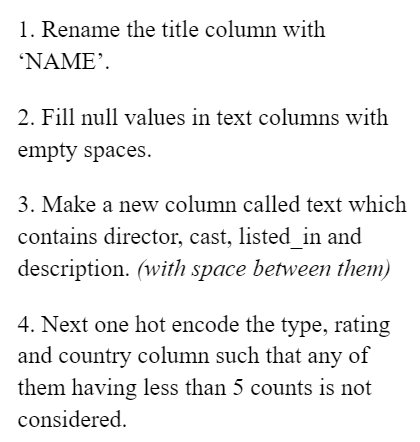 1. Rename the title column with
‘NAME’.
2. Fill null values in text columns with
empty spaces.
3. Make a new column called text which
contains director, cast, listed_in and
description. (with space between them)
4. Next one hot encode the type, rating
and country column such that any of
them having less than 5 counts is not
considered.